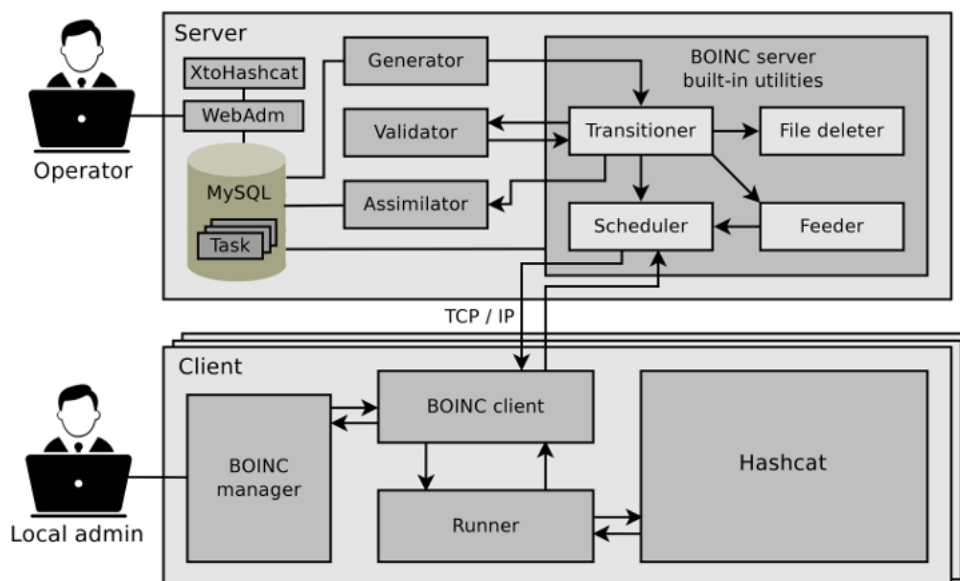 Server
XtoHashcat
WebAdm
Operator
MySQL
Task
Generator
Validator
Assimilator
BOINC server
built-in utilities
Transitioner
File deleter
Scheduler
Feeder
TCP / IP
Client
BOINC client
BOINC
manager
Local admin
Runner
Hashcat